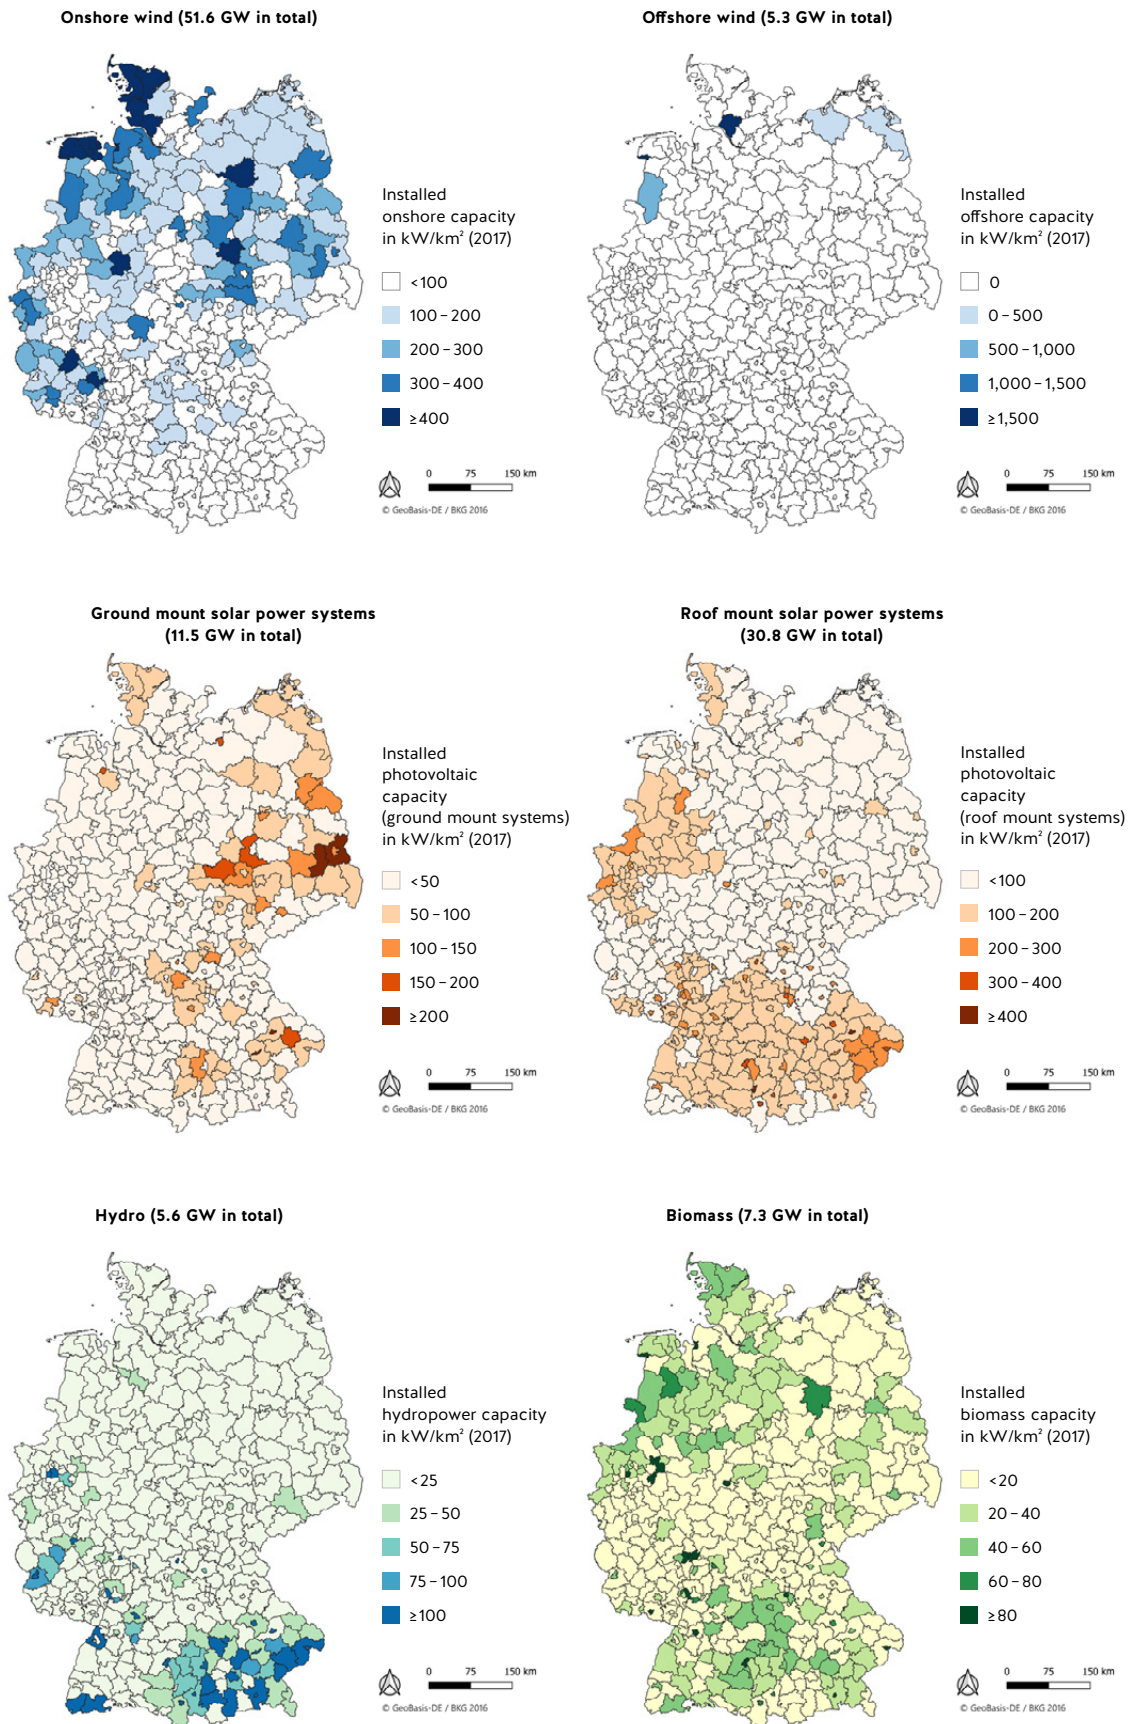 Onshore wind (51.6 GW in total)
Installed
onshore capacity
in kW/km² (2017)
<100
100–200
200–300
300–400
≥400
0 75 150 km
© GeoBasis-DE / BKG 2016
Offshore wind (5.3 GW in total)
Installed
offshore capacity
in kW/km² (2017)
0
0–500
500–1,000
1,000–1,500
≥1,500
0 75 150 km
© GeoBasis-DE / BKG 2016
Ground mount solar power systems
(11.5 GW in total)
Installed
photovoltaic
capacity
(ground mount systems)
in kW/km² (2017)
<50
50–100
100–150
150–200
≥200
0 75 150 km
© GeoBasis-DE / BKG 2016
Roof mount solar power systems
(30.8 GW in total)
Installed
photovoltaic
capacity
(roof mount systems)
in kW/km² (2017)
<100
100–200
200–300
300–400
≥400
0 75 150 km
© GeoBasis-DE / BKG 2016
Hydro (5.6 GW in total)
Installed
hydropower capacity
in kW/km² (2017)
<25
25–50
50–75
75–100
≥100
0 75 150 km
© GeoBasis-DE / BKG 2016
Biomass (7.3 GW in total)
Installed
biomass capacity
in kW/km² (2017)
<20
20–40
40–60
60–80
≥80
0 75 150 km
© GeoBasis-DE / BKG 2016